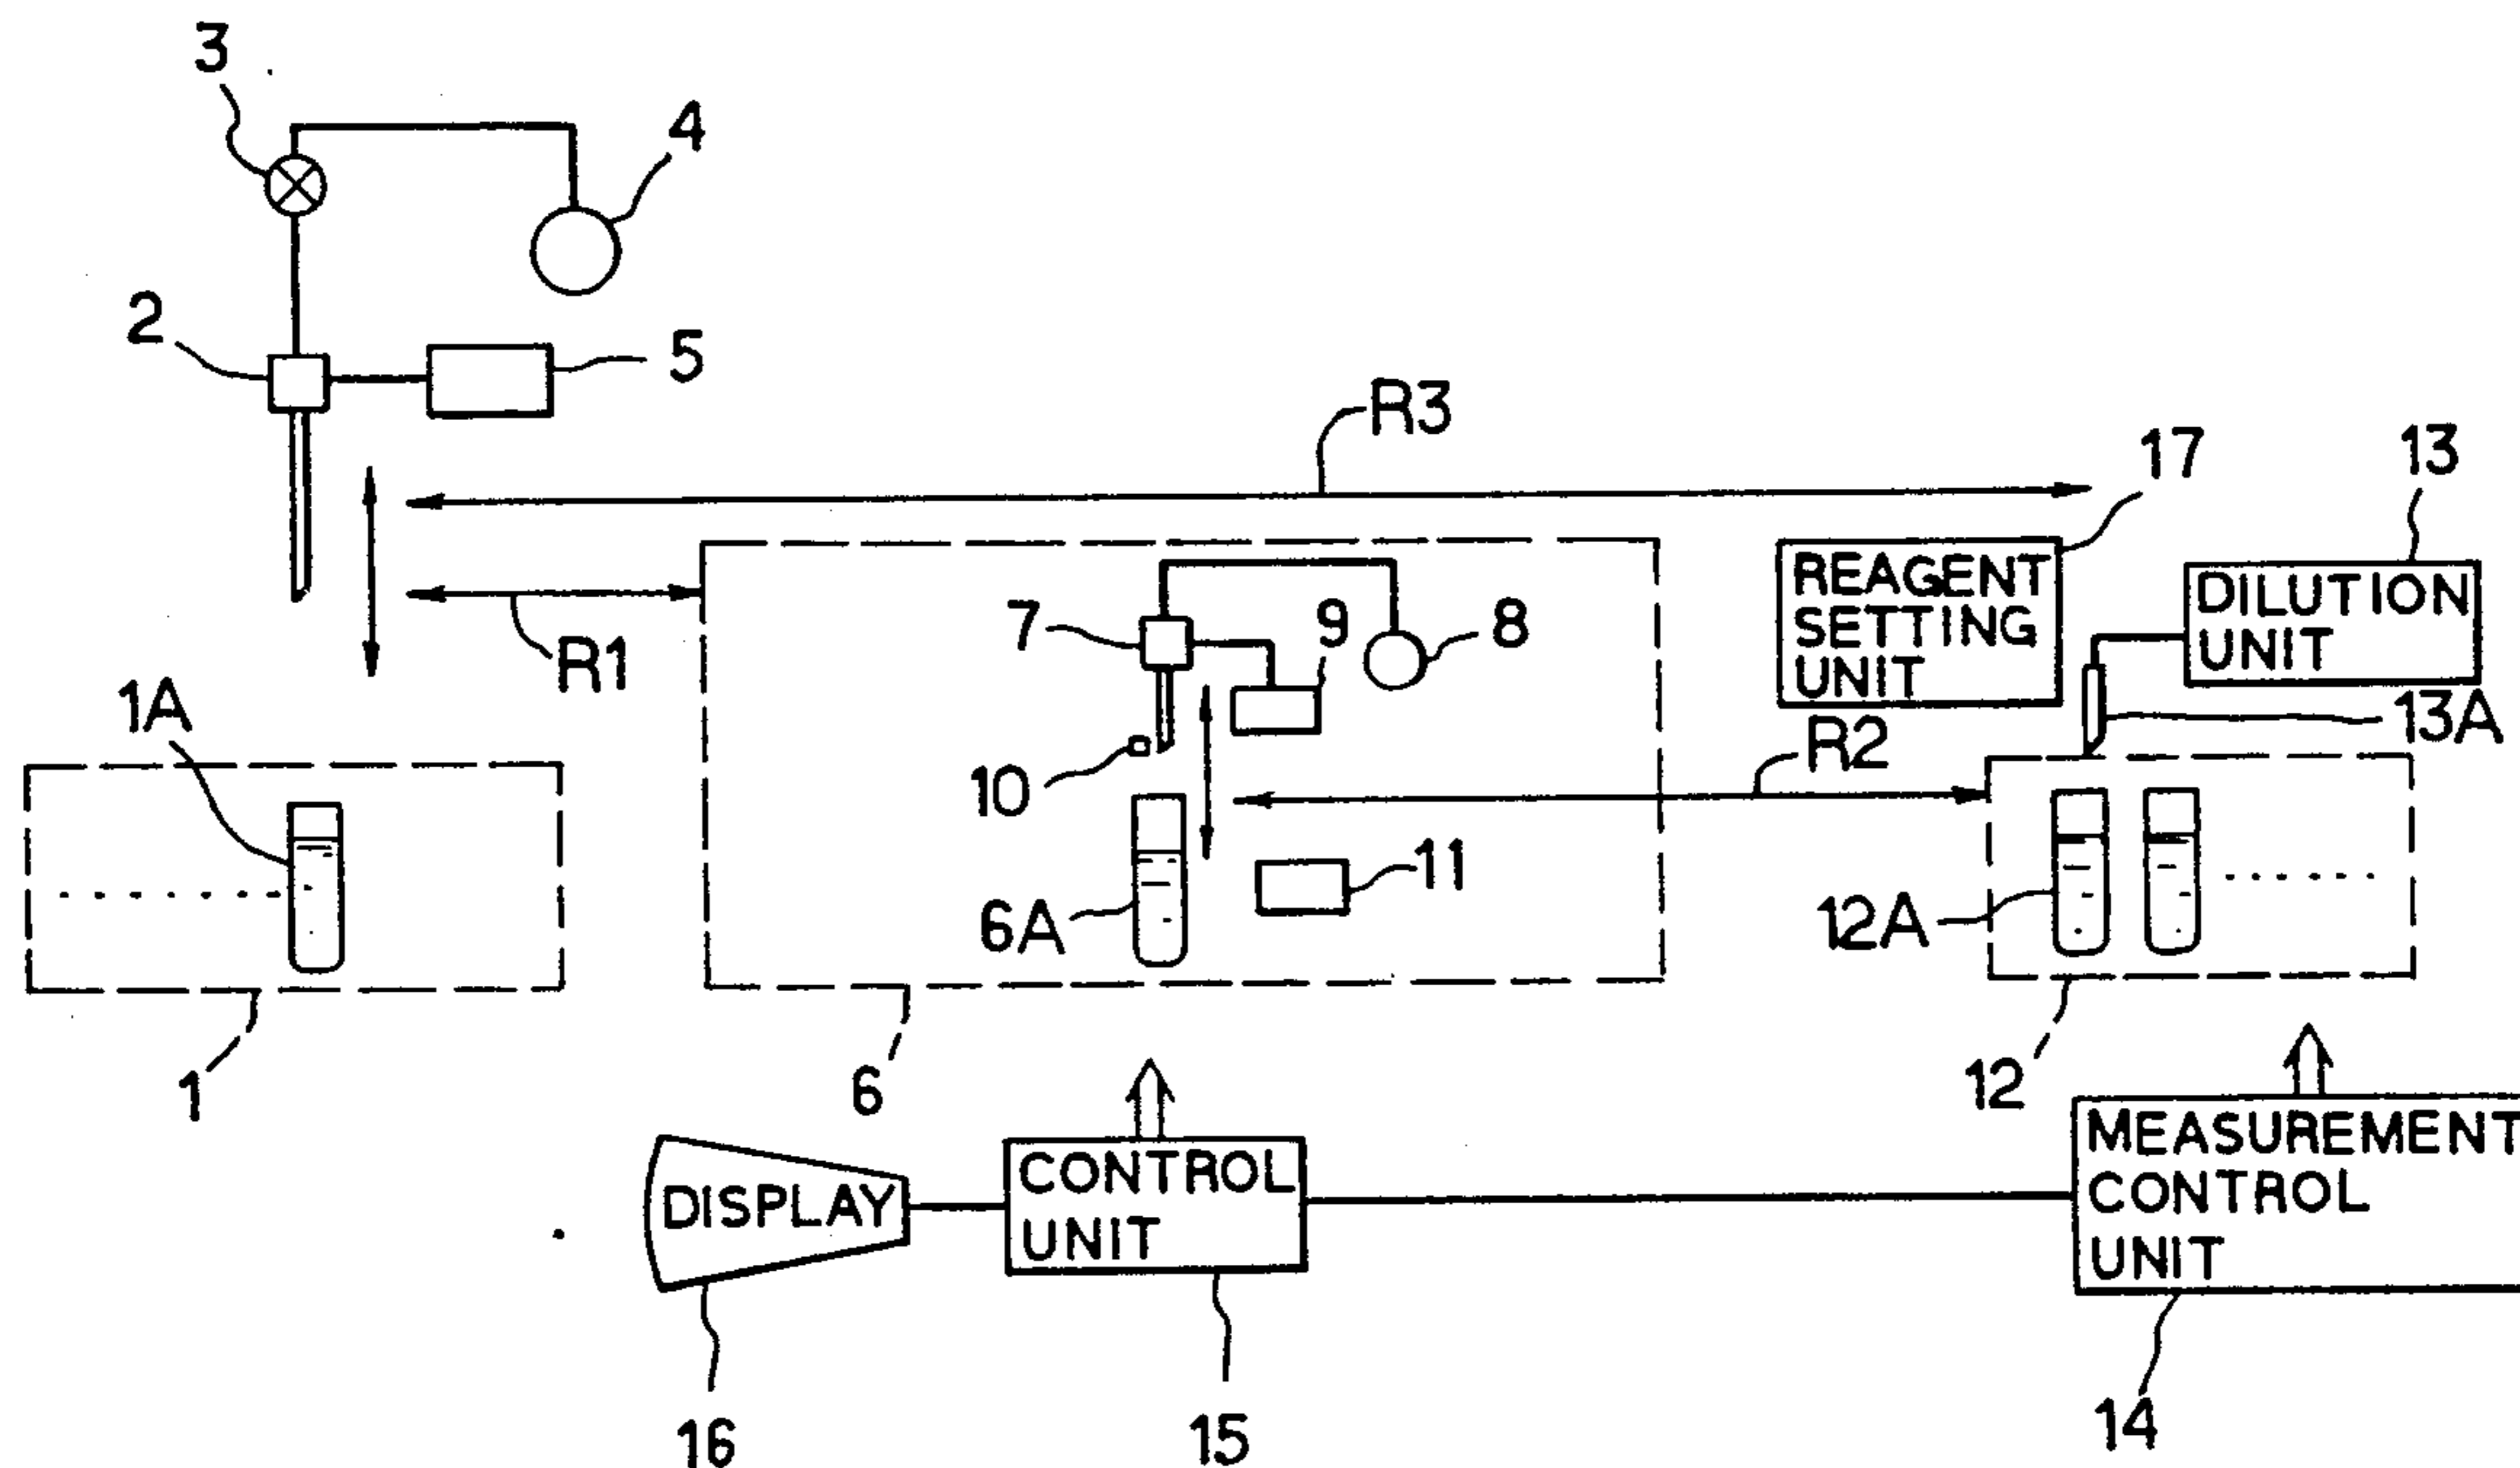 3
4
2
5
R3
17
13
REAGENT
SETTING
UNIT
DILUTION
UNIT
7
9
8
R1
1A
13A
R2
10
11
6A
12A
1
6
12
DISPLAY
CONTROL
UNIT
MEASUREMENT
CONTROL
UNIT
16
15
14